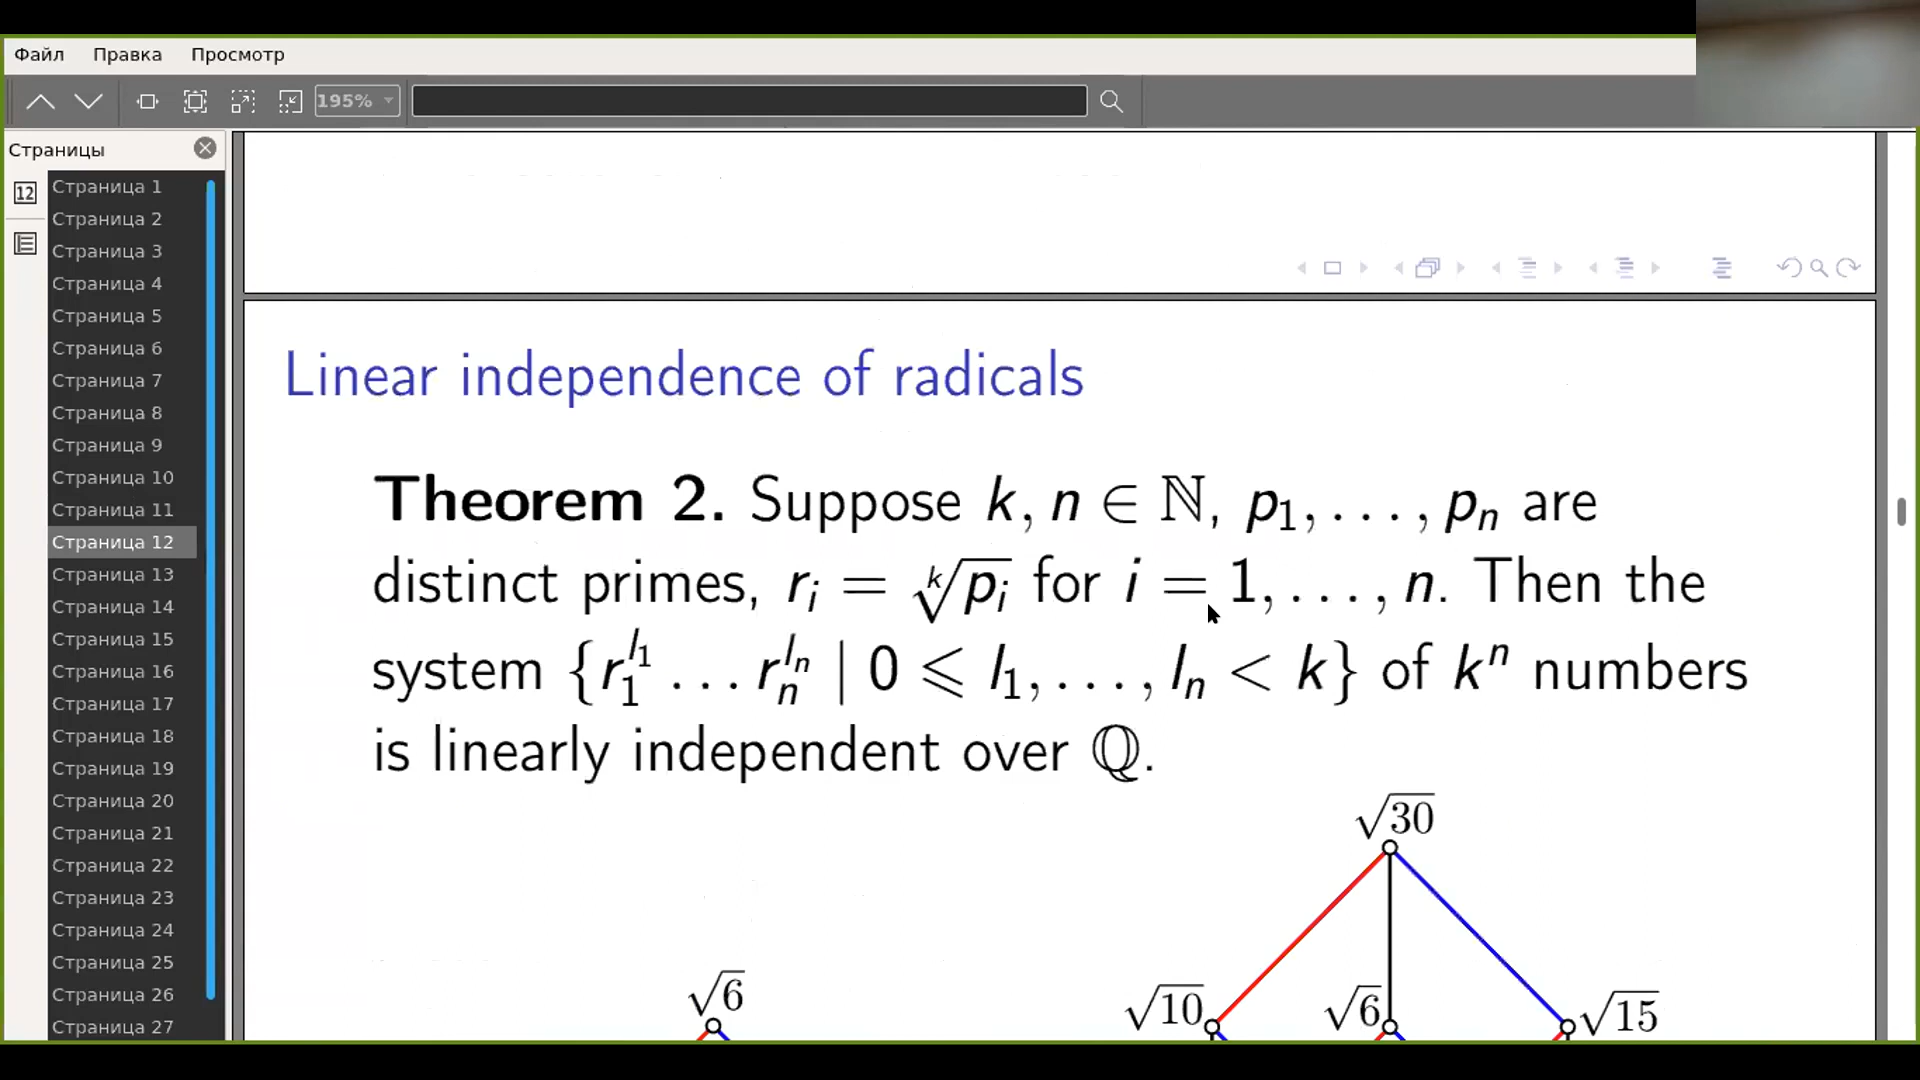 Файл Правка Просмотр
195%
Страницы
12
Страница 1
Страница 2
Страница 3
Страница 4
Страница 5
Страница 6
Страница 7
Страница 8
Страница 9
Страница 10
Страница 11
Страница 12
Страница 13
Страница 14
Страница 15
Страница 16
Страница 17
Страница 18
Страница 19
Страница 20
Страница 21
Страница 22
Страница 23
Страница 24
Страница 25
Страница 26
Страница 27
Linear independence of radicals
Theorem 2. Suppose k, n ∈ ℕ, p₁, . . . , pₙ are
distinct primes, rᵢ = ᵏ√pᵢ for i = 1, . . . , n. Then the
system {r₁^{l₁} . . . rₙ^{lₙ} | 0 ⩽ l₁, . . . , lₙ < k} of kⁿ numbers
is linearly independent over ℚ.
√30
√6
√10 √6 √15